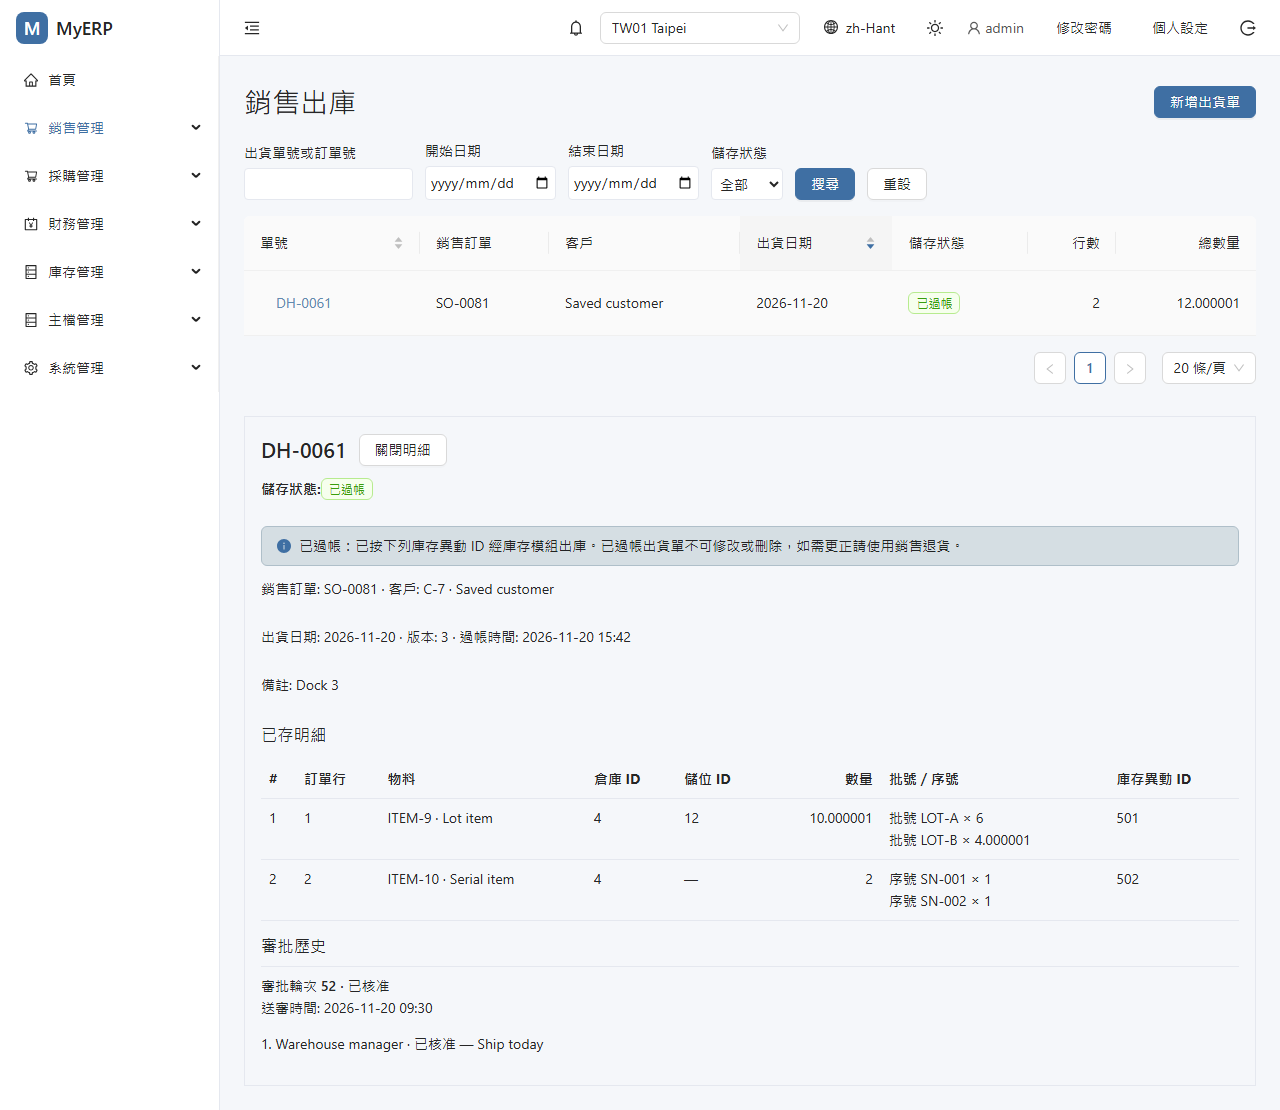 M MyERP
TW01 Taipei
zh-Hant
admin
修改密碼
個人設定
首頁
銷售管理
採購管理
財務管理
庫存管理
主檔管理
系統管理
銷售出庫
新增出貨單
出貨單號或訂單號
開始日期
結束日期
儲存狀態
yyyy/mm/dd
yyyy/mm/dd
全部
搜尋
重設
單號 銷售訂單 客戶 出貨日期 儲存狀態 行數 總數量
DH-0061 SO-0081 Saved customer 2026-11-20 已過帳 2 12.000001
1
20 條/頁
DH-0061 關閉明細
儲存狀態: 已過帳
已過帳：已按下列庫存異動 ID 經庫存模組出庫。已過帳出貨單不可修改或刪除，如需更正請使用銷售退貨。
銷售訂單: SO-0081 · 客戶: C-7 · Saved customer
出貨日期: 2026-11-20 · 版本: 3 · 過帳時間: 2026-11-20 15:42
備註: Dock 3
已存明細
# 訂單行 物料 倉庫 ID 儲位 ID 數量 批號 / 序號 庫存異動 ID
1 1 ITEM-9 · Lot item 4 12 10.000001 批號 LOT-A × 6 501
批號 LOT-B × 4.000001
2 2 ITEM-10 · Serial item 4 — 2 序號 SN-001 × 1 502
序號 SN-002 × 1
審批歷史
審批輪次 52 · 已核准
送審時間: 2026-11-20 09:30
1. Warehouse manager · 已核准 — Ship today